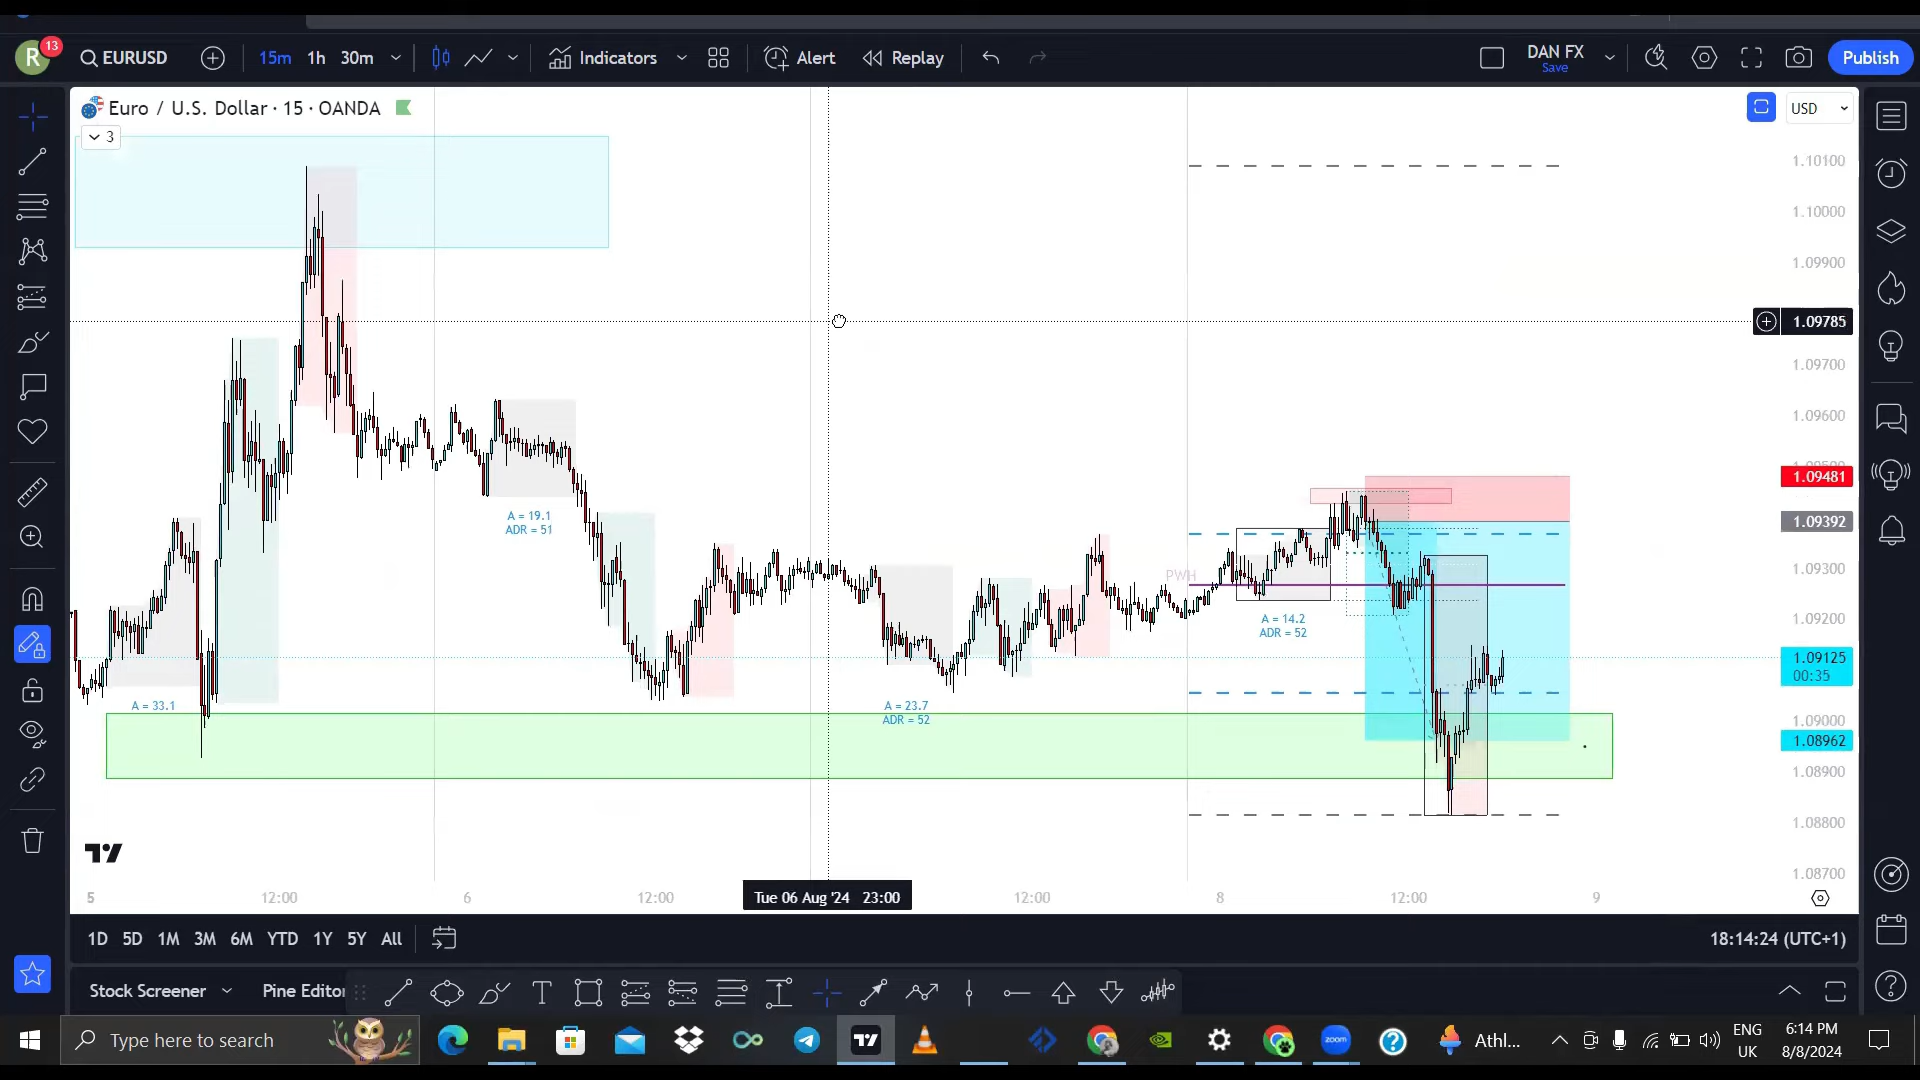 R
13
EURUSD
15m 1h 30m
Indicators
Alert
Replay
DAN FX
Save
Publish
Euro / U.S. Dollar · 15 · OANDA
USD
3
1.10100
1.10000
1.09900
1.09785
1.09700
1.09600
1.09481
1.09392
1.09300
1.09200
1.09125
00:35
1.09000
1.08962
1.08900
1.08800
1.08700
PWH
A = 19.1
ADR = 51
A = 14.2
ADR = 52
A = 33.1
A = 23.7
ADR = 52
5 12:00 6 12:00 Tue 06 Aug '24 23:00 12:00 8 12:00 9
1D 5D 1M 3M 6M YTD 1Y 5Y All
18:14:24 (UTC+1)
Stock Screener
Pine Editor
Type here to search
zoom
Athl...
ENG
UK
6:14 PM
8/8/2024